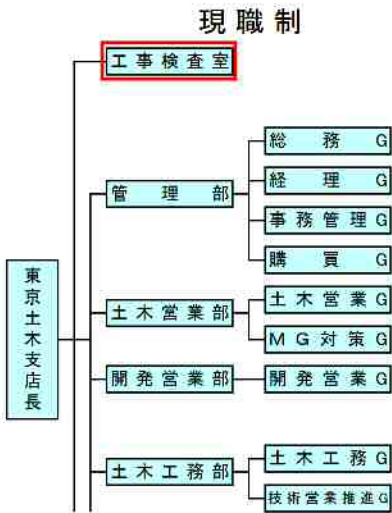 現職制
工事検査室
総務G
管理部
経理G
事務管理G
購買G
東京土木支店長
土木営業部
土木営業G
MG対策G
開発営業部
開発営業G
土木工務部
土木工務G
技術営業推進G